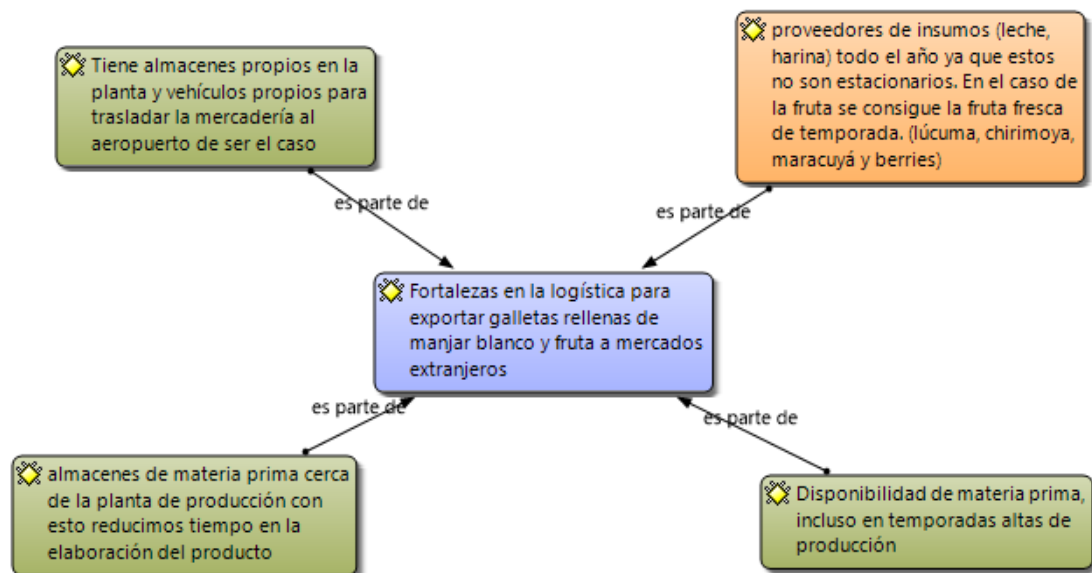 Tiene almacenes propios en la
planta y vehículos propios para
trasladar la mercadería al
aeropuerto de ser el caso
proveedores de insumos (leche,
harina) todo el año ya que estos
no son estacionarios. En el caso de
la fruta se consigue la fruta fresca
de temporada. (lúcuma, chirimoya,
maracuyá y berries)
es parte de
es parte de
Fortalezas en la logística para
exportar galletas rellenas de
manjar blanco y fruta a mercados
extranjeros
es parte de
es parte de
almacenes de materia prima cerca
de la planta de producción con
esto reducimos tiempo en la
elaboración del producto
Disponibilidad de materia prima,
incluso en temporadas altas de
producción